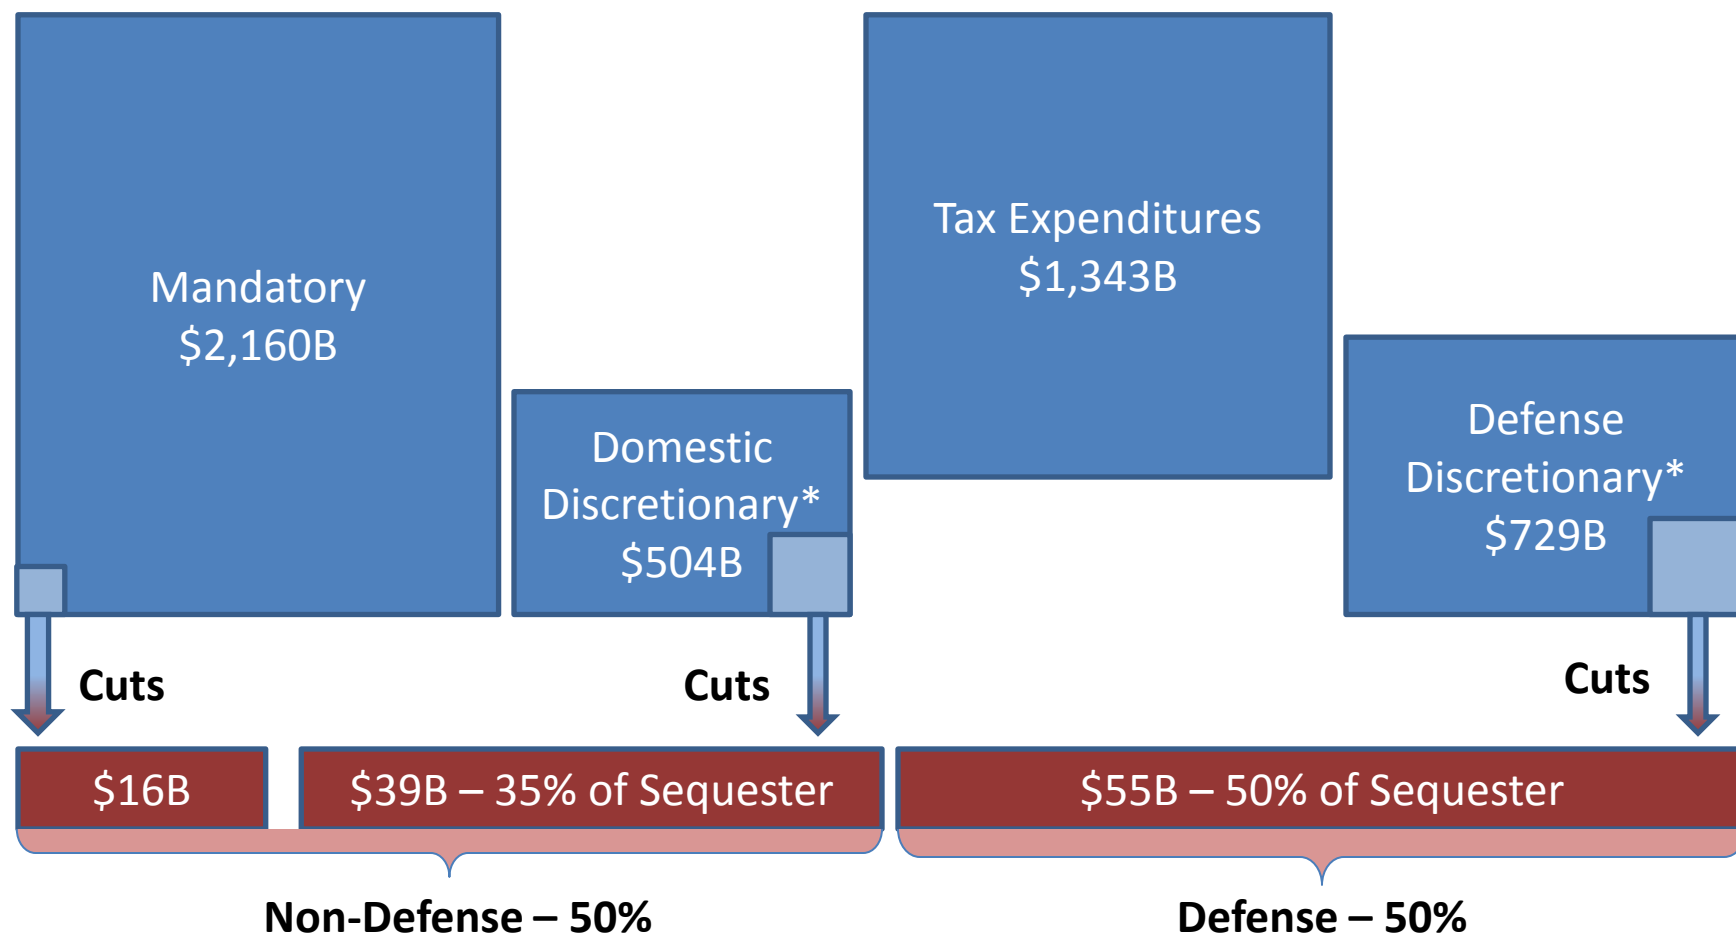 Mandatory
$2,160B
Domestic
Discretionary*
$504B
Tax Expenditures
$1,343B
Defense
Discretionary*
$729B
Cuts
Cuts
Cuts
$16B
$39B – 35% of Sequester
$55B – 50% of Sequester
Non-Defense – 50%
Defense – 50%